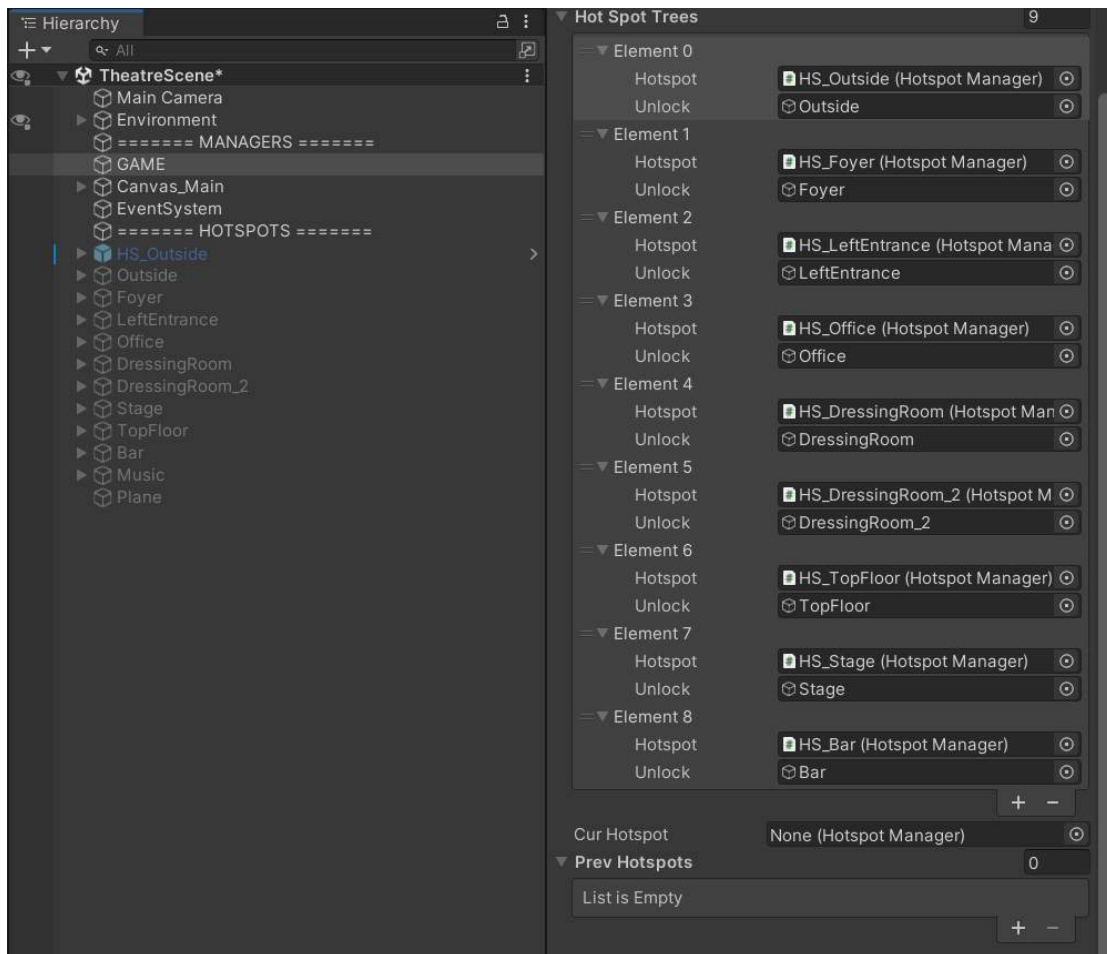 Hierarchy
All
TheatreScene*
Main Camera
Environment
======= MANAGERS =======
GAME
Canvas_Main
EventSystem
======= HOTSPOTS =======
HS_Outside
Outside
Foyer
LeftEntrance
Office
DressingRoom
DressingRoom_2
Stage
TopFloor
Bar
Music
Plane
Hot Spot Trees 9
Element 0
Hotspot HS_Outside (Hotspot Manager)
Unlock Outside
Element 1
Hotspot HS_Foyer (Hotspot Manager)
Unlock Foyer
Element 2
Hotspot HS_LeftEntrance (Hotspot Mana
Unlock LeftEntrance
Element 3
Hotspot HS_Office (Hotspot Manager)
Unlock Office
Element 4
Hotspot HS_DressingRoom (Hotspot Man
Unlock DressingRoom
Element 5
Hotspot HS_DressingRoom_2 (Hotspot M
Unlock DressingRoom_2
Element 6
Hotspot HS_TopFloor (Hotspot Manager)
Unlock TopFloor
Element 7
Hotspot HS_Stage (Hotspot Manager)
Unlock Stage
Element 8
Hotspot HS_Bar (Hotspot Manager)
Unlock Bar
+ −
Cur Hotspot None (Hotspot Manager)
Prev Hotspots 0
List is Empty
+ −